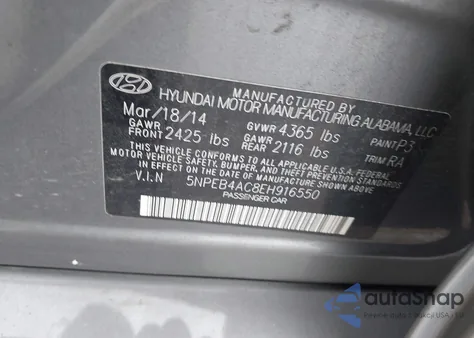 MANUFACTURED BY
HYUNDAI MOTOR MANUFACTURING ALABAMA, LLC
Mar/18/14 GVWR 4365 lbs PAINT P3
GAWR FRONT 2425 lbs GAWR REAR 2116 lbs TRIM RA
THIS VEHICLE CONFORMS TO ALL APPLICABLE U.S.A. FEDERAL
MOTOR VEHICLE SAFETY, BUMPER, AND THEFT PREVENTION
STANDARDS IN EFFECT ON THE DATE OF MANUFACTURE SHOWN ABOVE.
V.I.N 5NPEB4AC8EH916550
PASSENGER CAR
autosnap